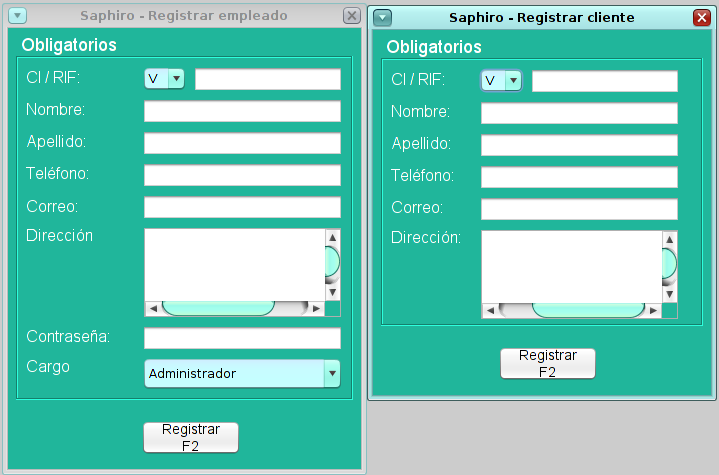 Saphiro - Registrar empleado
Obligatorios
CI / RIF:
V
Nombre:
Apellido:
Teléfono:
Correo:
Dirección
Contraseña:
Cargo
Administrador
Registrar
F2
Saphiro - Registrar cliente
Obligatorios
CI / RIF:
V
Nombre:
Apellido:
Teléfono:
Correo:
Dirección:
Registrar
F2